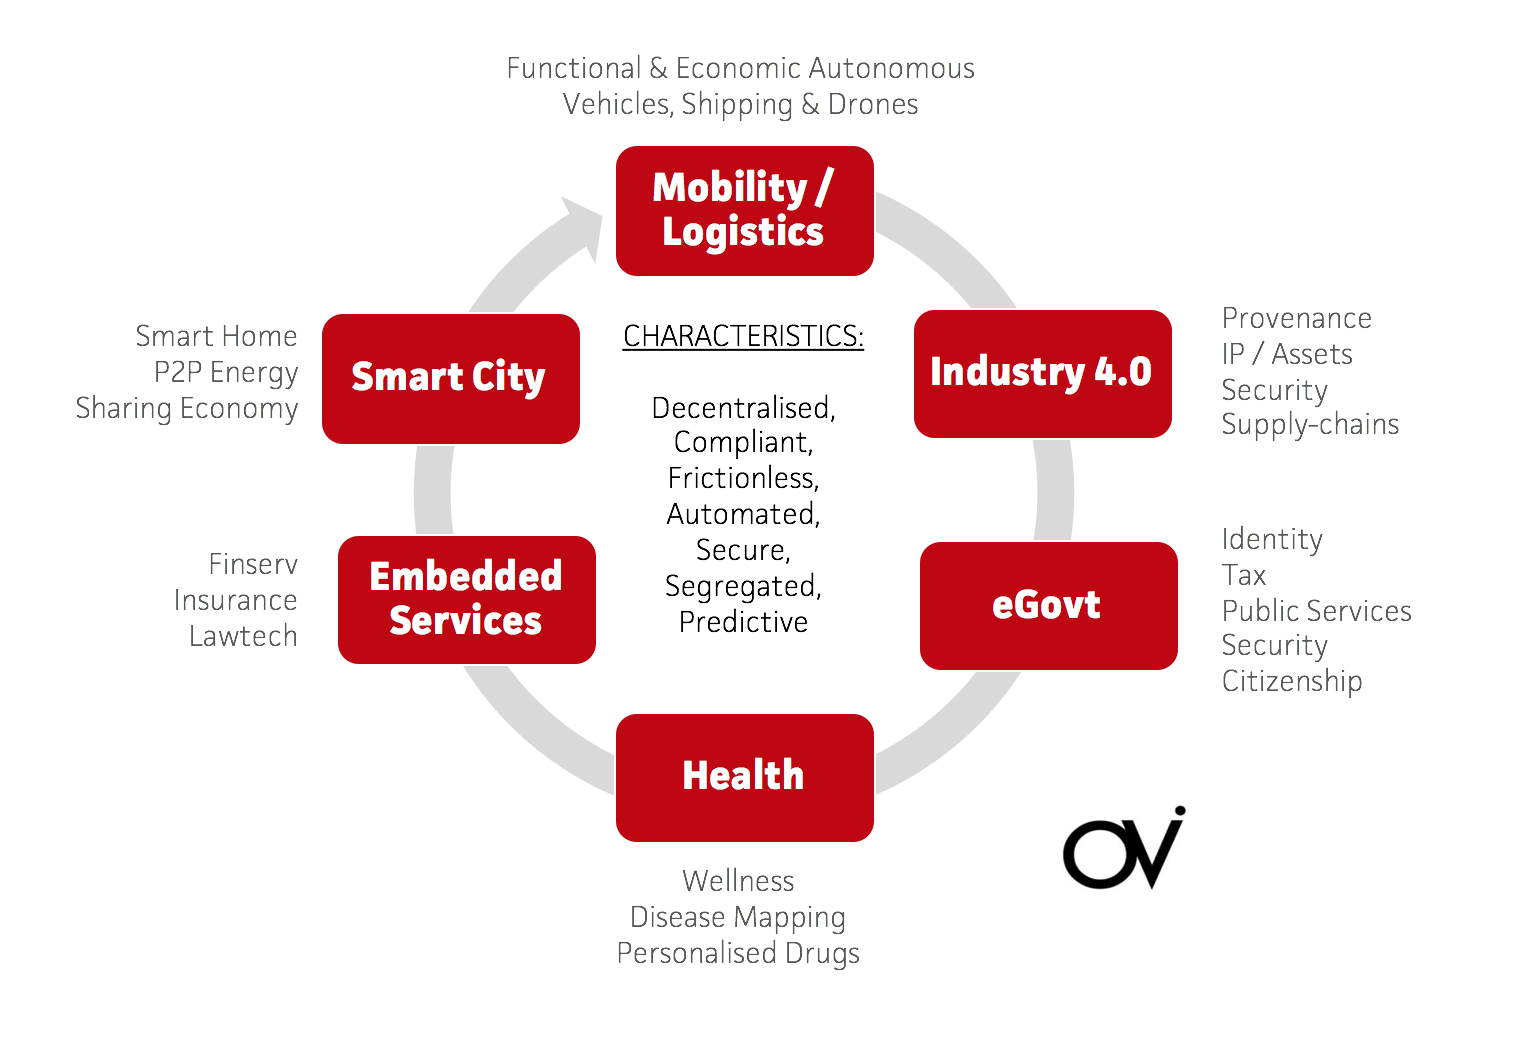 Functional & Economic Autonomous
Vehicles, Shipping & Drones
Mobility /
Logistics
Industry 4.0
Provenance
IP / Assets
Security
Supply-chains
eGovt
Identity
Tax
Public Services
Security
Citizenship
Health
Wellness
Disease Mapping
Personalised Drugs
Embedded
Services
Finserv
Insurance
Lawtech
Smart City
Smart Home
P2P Energy
Sharing Economy
CHARACTERISTICS:
Decentralised,
Compliant,
Frictionless,
Automated,
Secure,
Segregated,
Predictive
OVi